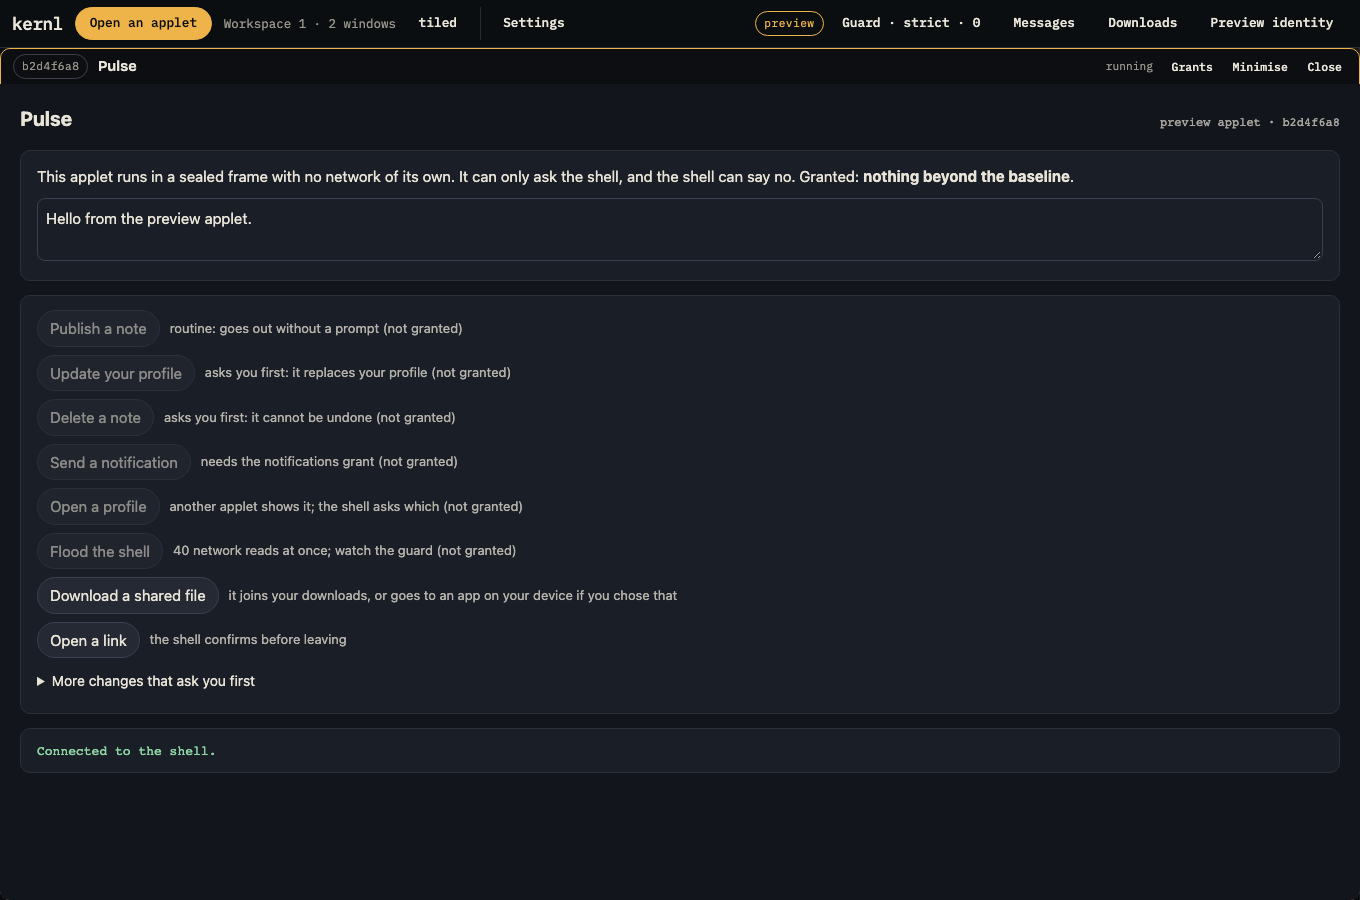 kernl Open an applet Workspace 1 · 2 windows tiled Settings preview Guard · strict · 0 Messages Downloads Preview identity
b2d4f6a8 Pulse running Grants Minimise Close
Pulse preview applet · b2d4f6a8
This applet runs in a sealed frame with no network of its own. It can only ask the shell, and the shell can say no. Granted: nothing beyond the baseline.
Hello from the preview applet.
Publish a note routine: goes out without a prompt (not granted)
Update your profile asks you first: it replaces your profile (not granted)
Delete a note asks you first: it cannot be undone (not granted)
Send a notification needs the notifications grant (not granted)
Open a profile another applet shows it; the shell asks which (not granted)
Flood the shell 40 network reads at once; watch the guard (not granted)
Download a shared file it joins your downloads, or goes to an app on your device if you chose that
Open a link the shell confirms before leaving
More changes that ask you first
Connected to the shell.